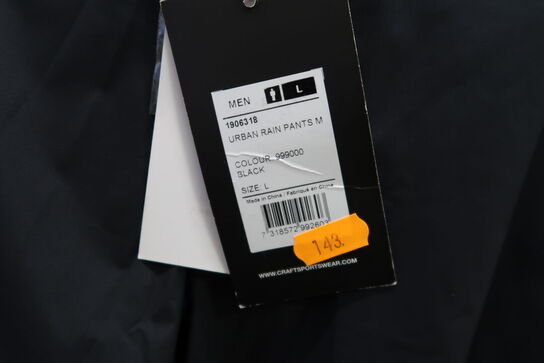 MEN L
1906318
URBAN RAIN PANTS M
COLOUR: 999000
BLACK
SIZE: L
Made in China / Fabriqué en Chine
7 318572 992603
143.
WWW.CRAFTSPORTSWEAR.COM